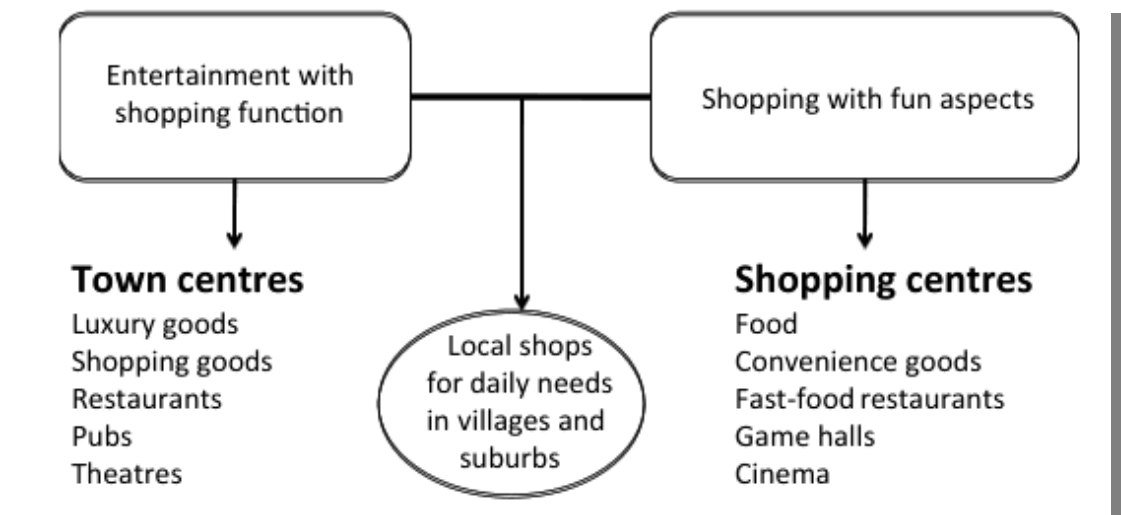 Entertainment with
shopping function
Shopping with fun aspects
Town centres
Luxury goods
Shopping goods
Restaurants
Pubs
Theatres
Local shops
for daily needs
in villages and
suburbs
Shopping centres
Food
Convenience goods
Fast-food restaurants
Game halls
Cinema